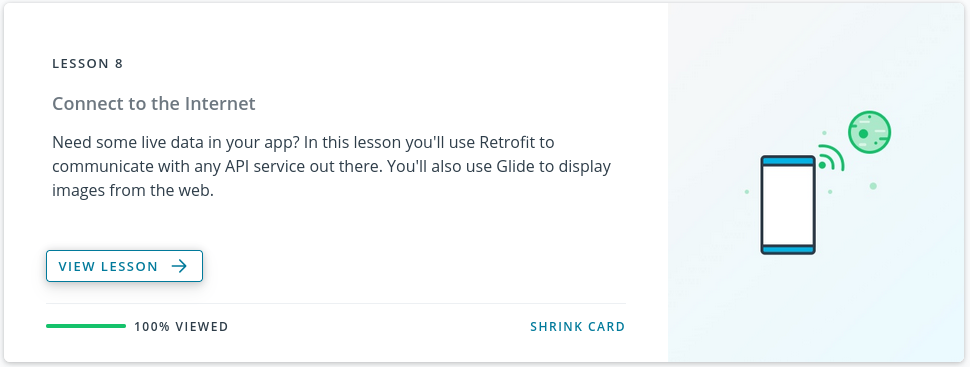 LESSON 8
Connect to the Internet
Need some live data in your app? In this lesson you'll use Retrofit to
communicate with any API service out there. You'll also use Glide to display
images from the web.
VIEW LESSON
100% VIEWED
SHRINK CARD